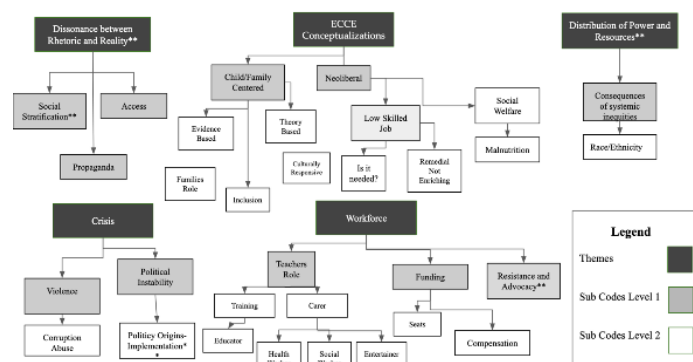 Dissonance between
Rhetoric and Reality**
ECCE
Conceptualizations
Distribution of Power and
Resources**
Child/Family
Centered
Neoliberal
Social
Stratification**
Access
Consequences
of systemic
inequities
Social
Welfare
Low Skilled
Job
Evidence
Based
Theory
Based
Race/Ethnicity
Malnutrition
Propaganda
Families
Role
Culturally
Responsive
Is it
needed?
Remedial
Not
Enriching
Inclusion
Crisis
Workforce
Legend
Themes
Teachers
Role
Violence
Political
Instability
Funding
Resistance and
Advocacy**
Sub Codes Level 1
Training
Carer
Seats
Corruption
Abuse
Politicy Origins-
Implementation*
*
Educator
Compensation
Sub Codes Level 2
Health
Social
Entertainer